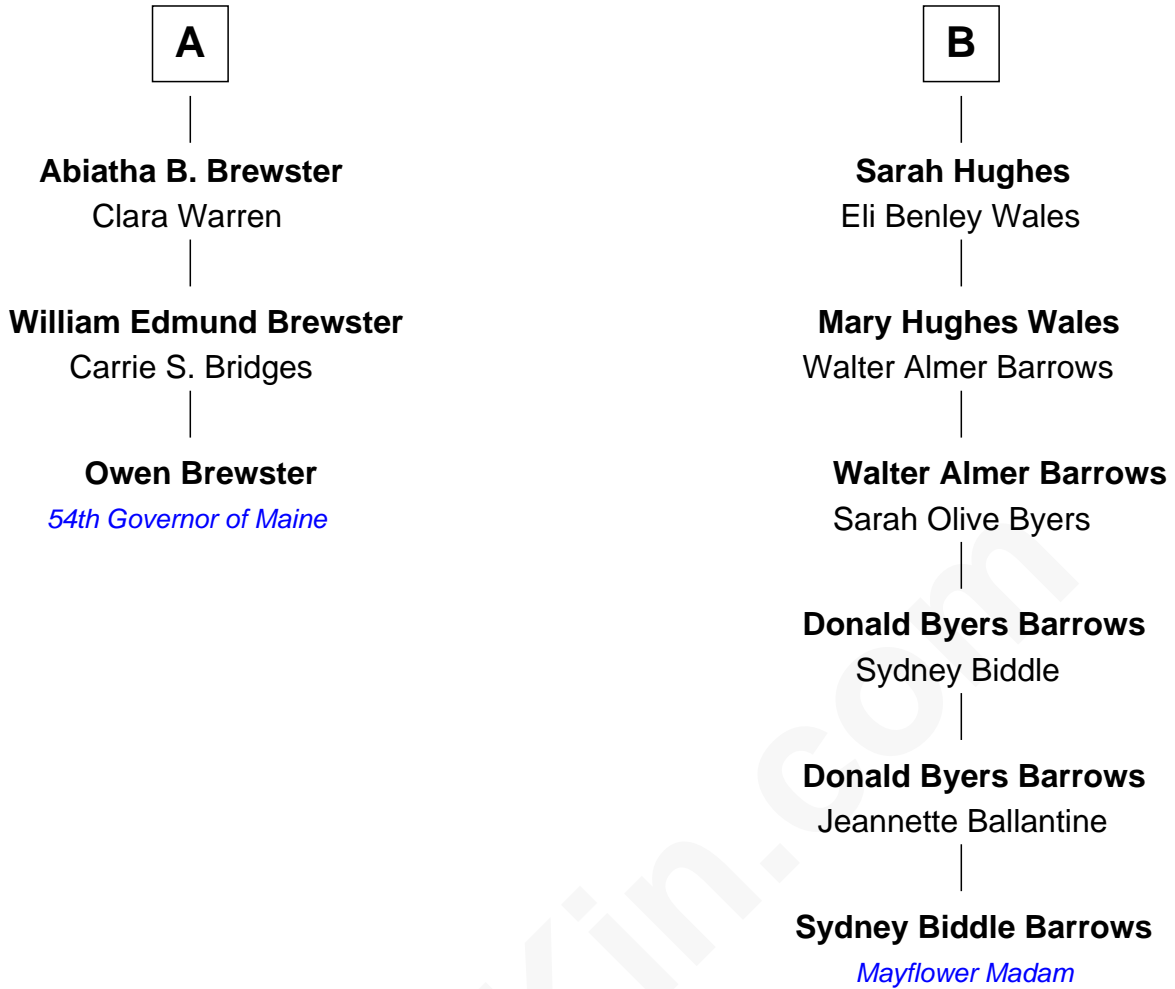 A
Abiatha B. Brewster
Clara Warren
William Edmund Brewster
Carrie S. Bridges
Owen Brewster
54th Governor of Maine
B
Sarah Hughes
Eli Benley Wales
Mary Hughes Wales
Walter Almer Barrows
Walter Almer Barrows
Sarah Olive Byers
Donald Byers Barrows
Sydney Biddle
Donald Byers Barrows
Jeannette Ballantine
Sydney Biddle Barrows
Mayflower Madam